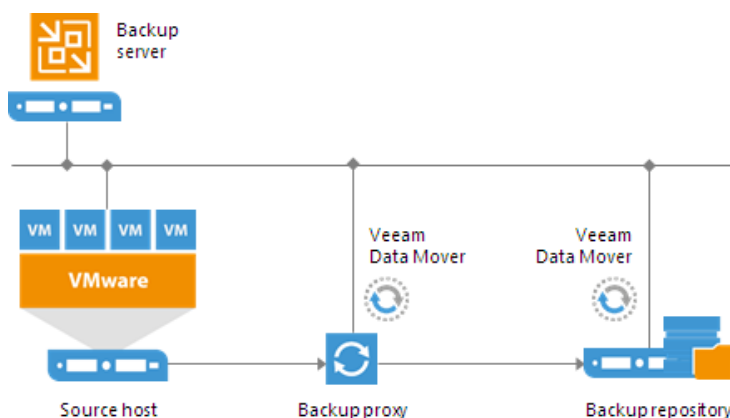 Backup
server
VM VM VM VM
VMware
Veeam
Data Mover
Veeam
Data Mover
Source host
Backup proxy
Backup repository